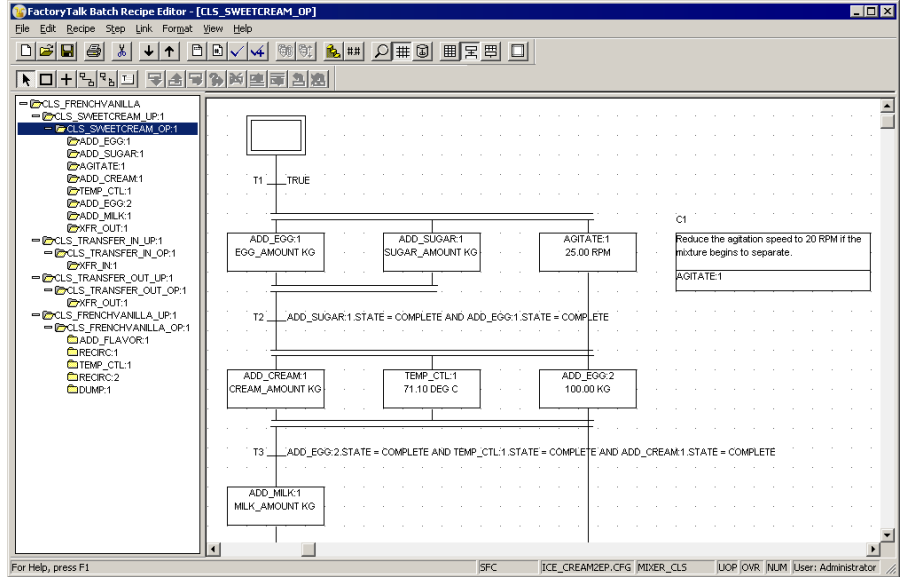 FactoryTalk Batch Recipe Editor - [CLS_SWEETCREAM_OP]
File Edit Recipe Step Link Format View Help
CLS_FRENCHVANILLA
CLS_SWEETCREAM_UP:1
CLS_SWEETCREAM_OP:1
ADD_EGG:1
ADD_SUGAR:1
AGITATE:1
ADD_CREAM:1
TEMP_CTL:1
ADD_EGG:2
ADD_MILK:1
XFR_OUT:1
CLS_TRANSFER_IN_UP:1
CLS_TRANSFER_IN_OP:1
XFR_IN:1
CLS_TRANSFER_OUT_UP:1
CLS_TRANSFER_OUT_OP:1
XFR_OUT:1
CLS_FRENCHVANILLA_UP:1
CLS_FRENCHVANILLA_OP:1
ADD_FLAVOR:1
RECIRC:1
TEMP_CTL:1
RECIRC:2
DUMP:1
T1 TRUE
ADD_EGG:1
EGG_AMOUNT KG
ADD_SUGAR:1
SUGAR_AMOUNT KG
AGITATE:1
25.00 RPM
C1
Reduce the agitation speed to 20 RPM if the
mixture begins to separate.
AGITATE:1
T2 ADD_SUGAR:1.STATE = COMPLETE AND ADD_EGG:1.STATE = COMPLETE
ADD_CREAM:1
CREAM_AMOUNT KG
TEMP_CTL:1
71.10 DEG C
ADD_EGG:2
100.00 KG
T3 ADD_EGG:2.STATE = COMPLETE AND TEMP_CTL:1.STATE = COMPLETE AND ADD_CREAM:1.STATE = COMPLETE
ADD_MILK:1
MILK_AMOUNT KG
For Help, press F1
SFC
ICE_CREAM2EP.CFG
MIXER_CLS
UOP
OVR
NUM
User: Administrator